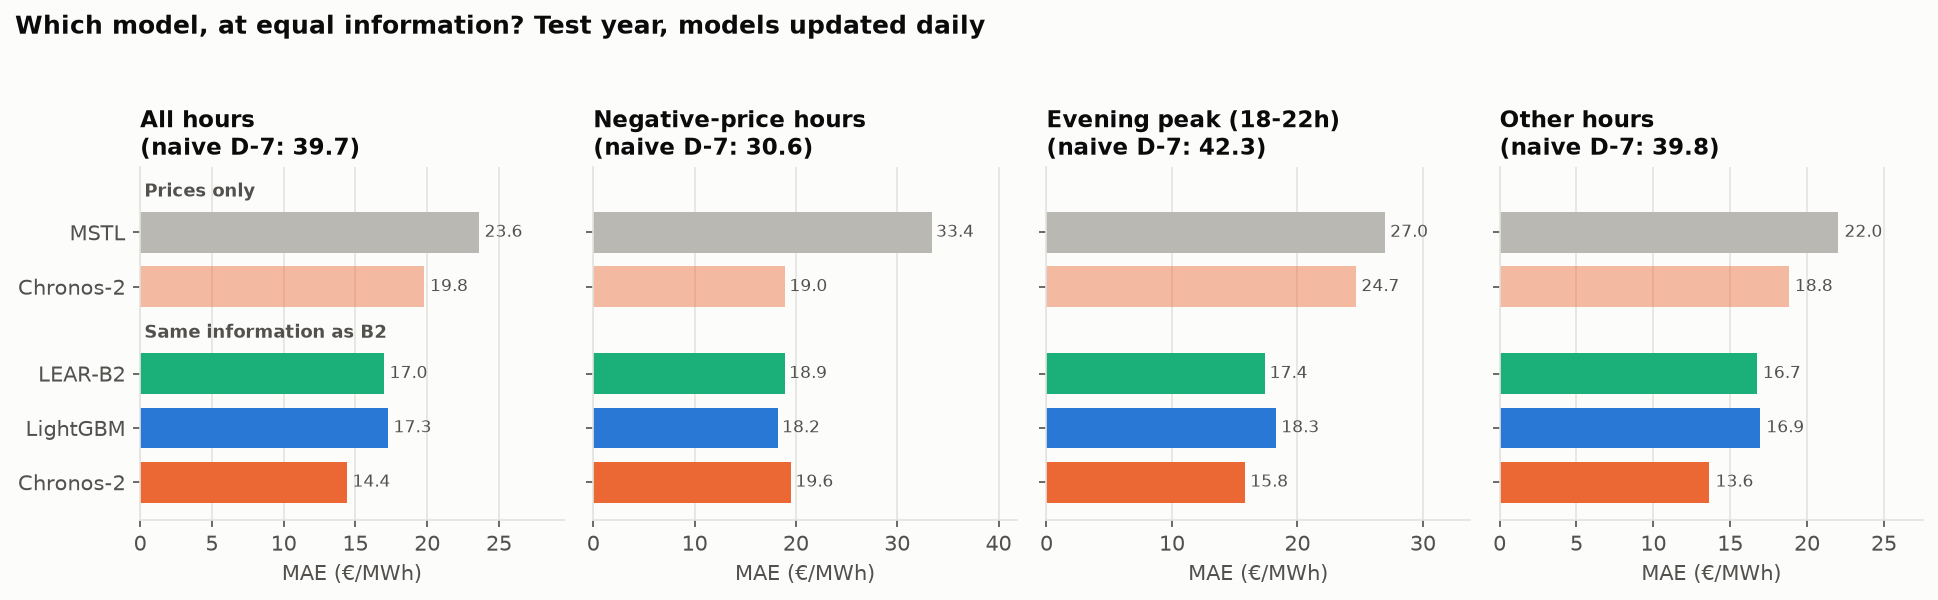 Which model, at equal information? Test year, models updated daily
All hours
(naive D-7: 39.7)
Prices only
MSTL
23.6
Chronos-2
19.8
Same information as B2
LEAR-B2
17.0
LightGBM
17.3
Chronos-2
14.4
0 5 10 15 20 25
MAE (€/MWh)
Negative-price hours
(naive D-7: 30.6)
33.4
19.0
18.9
18.2
19.6
0 10 20 30 40
MAE (€/MWh)
Evening peak (18-22h)
(naive D-7: 42.3)
27.0
24.7
17.4
18.3
15.8
0 10 20 30
MAE (€/MWh)
Other hours
(naive D-7: 39.8)
22.0
18.8
16.7
16.9
13.6
0 5 10 15 20 25
MAE (€/MWh)